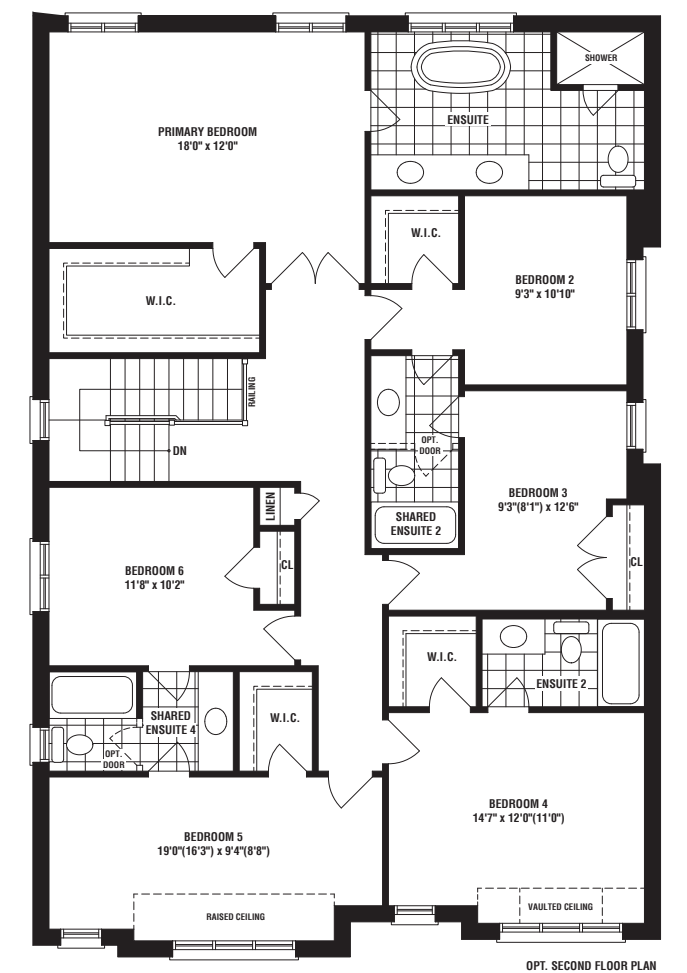 SHOWER
ENSUITE
PRIMARY BEDROOM
18'0" x 12'0"
W.I.C.
BEDROOM 2
9'3" x 10'10"
W.I.C.
RAILING
DN
OPT.
DOOR
LINEN
BEDROOM 3
9'3"(8'1") x 12'6"
SHARED
ENSUITE 2
CL
CL
BEDROOM 6
11'8" x 10'2"
W.I.C.
ENSUITE 2
SHARED
ENSUITE 4
W.I.C.
OPT.
DOOR
BEDROOM 4
14'7" x 12'0"(11'0")
BEDROOM 5
19'0"(16'3") x 9'4"(8'8")
RAISED CEILING
VAULTED CEILING
OPT. SECOND FLOOR PLAN